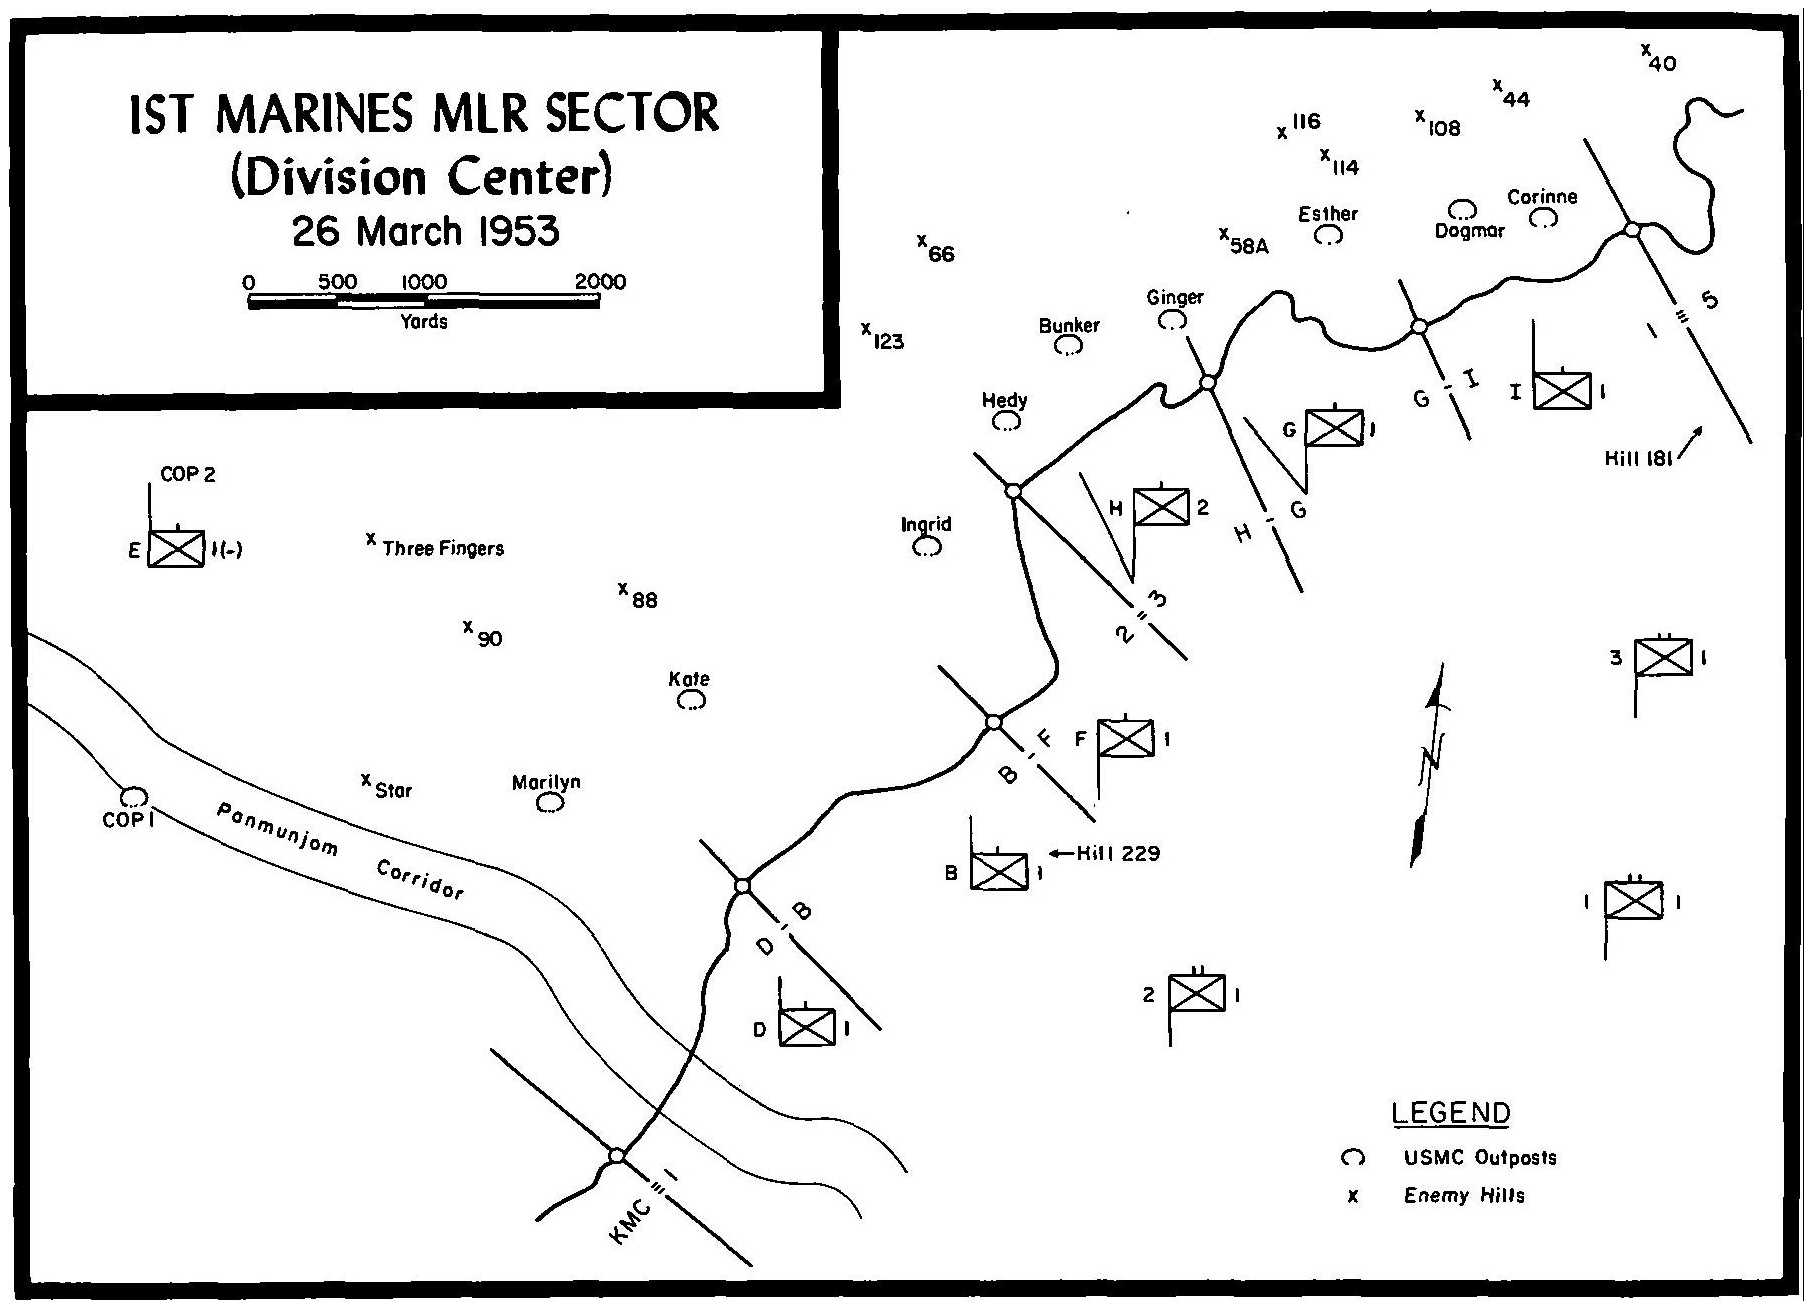 IST MARINES MLR SECTOR
(Division Center)
26 March 1953
0 500 1000 2000
Yards
x 40
x 44
x 116
x 108
x 114
Corinne
Esther
Dogmar
x 66
x 58A
Ginger
5
1
Bunker
x 123
I
G
I 1
Hedy
G 1
Hill 181
COP 2
H 2
G
H
Ingrid
E 1(-)
x Three Fingers
x 88
3
2
x 90
3 1
Kate
N
F
B
F 1
x Star
Marilyn
COP 1
Panmunjom Corridor
Hill 229
B 1
1 1
B
D
2 1
D 1
LEGEND
USMC Outposts
x Enemy Hills
1
KMC